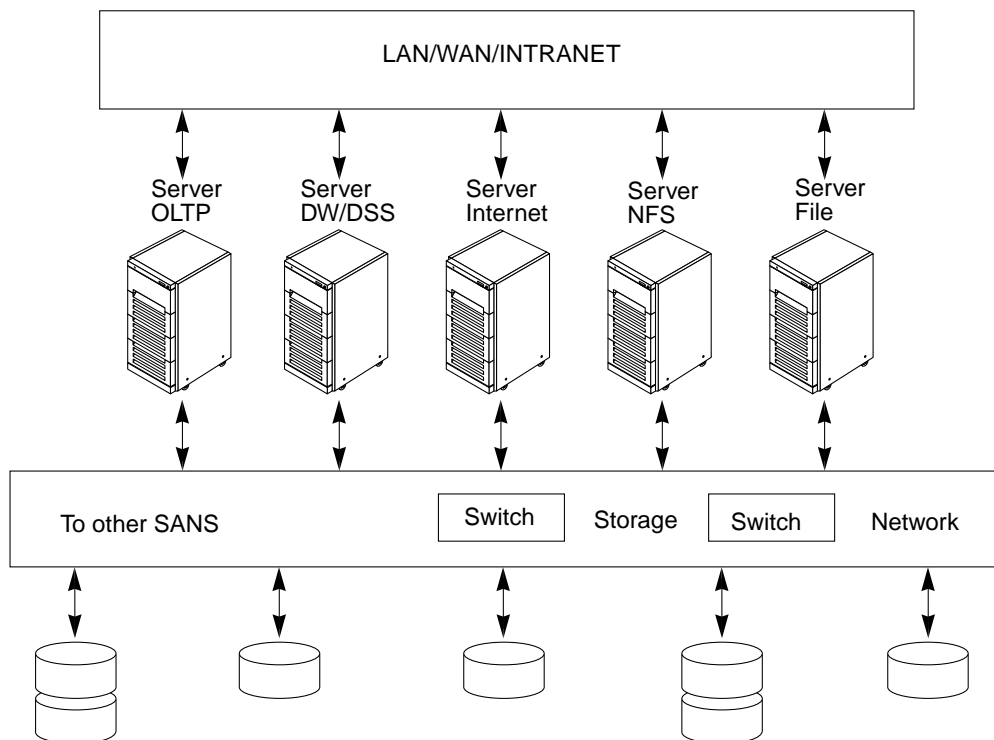 LAN/WAN/INTRANET
Server
OLTP
Server
DW/DSS
Server
Internet
Server
NFS
Server
File
To other SANS
Switch
Storage
Switch
Network